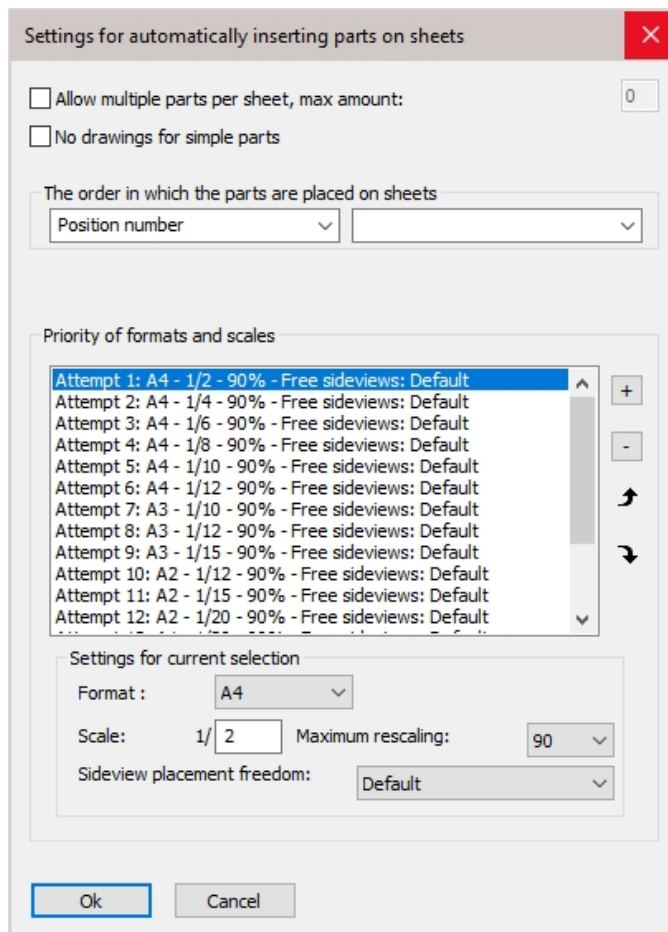 Settings for automatically inserting parts on sheets
Allow multiple parts per sheet, max amount: 0
No drawings for simple parts
The order in which the parts are placed on sheets
Position number
Priority of formats and scales
Attempt 1: A4 - 1/2 - 90% - Free sideviews: Default
Attempt 2: A4 - 1/4 - 90% - Free sideviews: Default
Attempt 3: A4 - 1/6 - 90% - Free sideviews: Default
Attempt 4: A4 - 1/8 - 90% - Free sideviews: Default
Attempt 5: A4 - 1/10 - 90% - Free sideviews: Default
Attempt 6: A4 - 1/12 - 90% - Free sideviews: Default
Attempt 7: A3 - 1/10 - 90% - Free sideviews: Default
Attempt 8: A3 - 1/12 - 90% - Free sideviews: Default
Attempt 9: A3 - 1/15 - 90% - Free sideviews: Default
Attempt 10: A2 - 1/12 - 90% - Free sideviews: Default
Attempt 11: A2 - 1/15 - 90% - Free sideviews: Default
Attempt 12: A2 - 1/20 - 90% - Free sideviews: Default
+
-
Settings for current selection
Format : A4
Scale: 1/ 2 Maximum rescaling: 90
Sideview placement freedom: Default
Ok Cancel